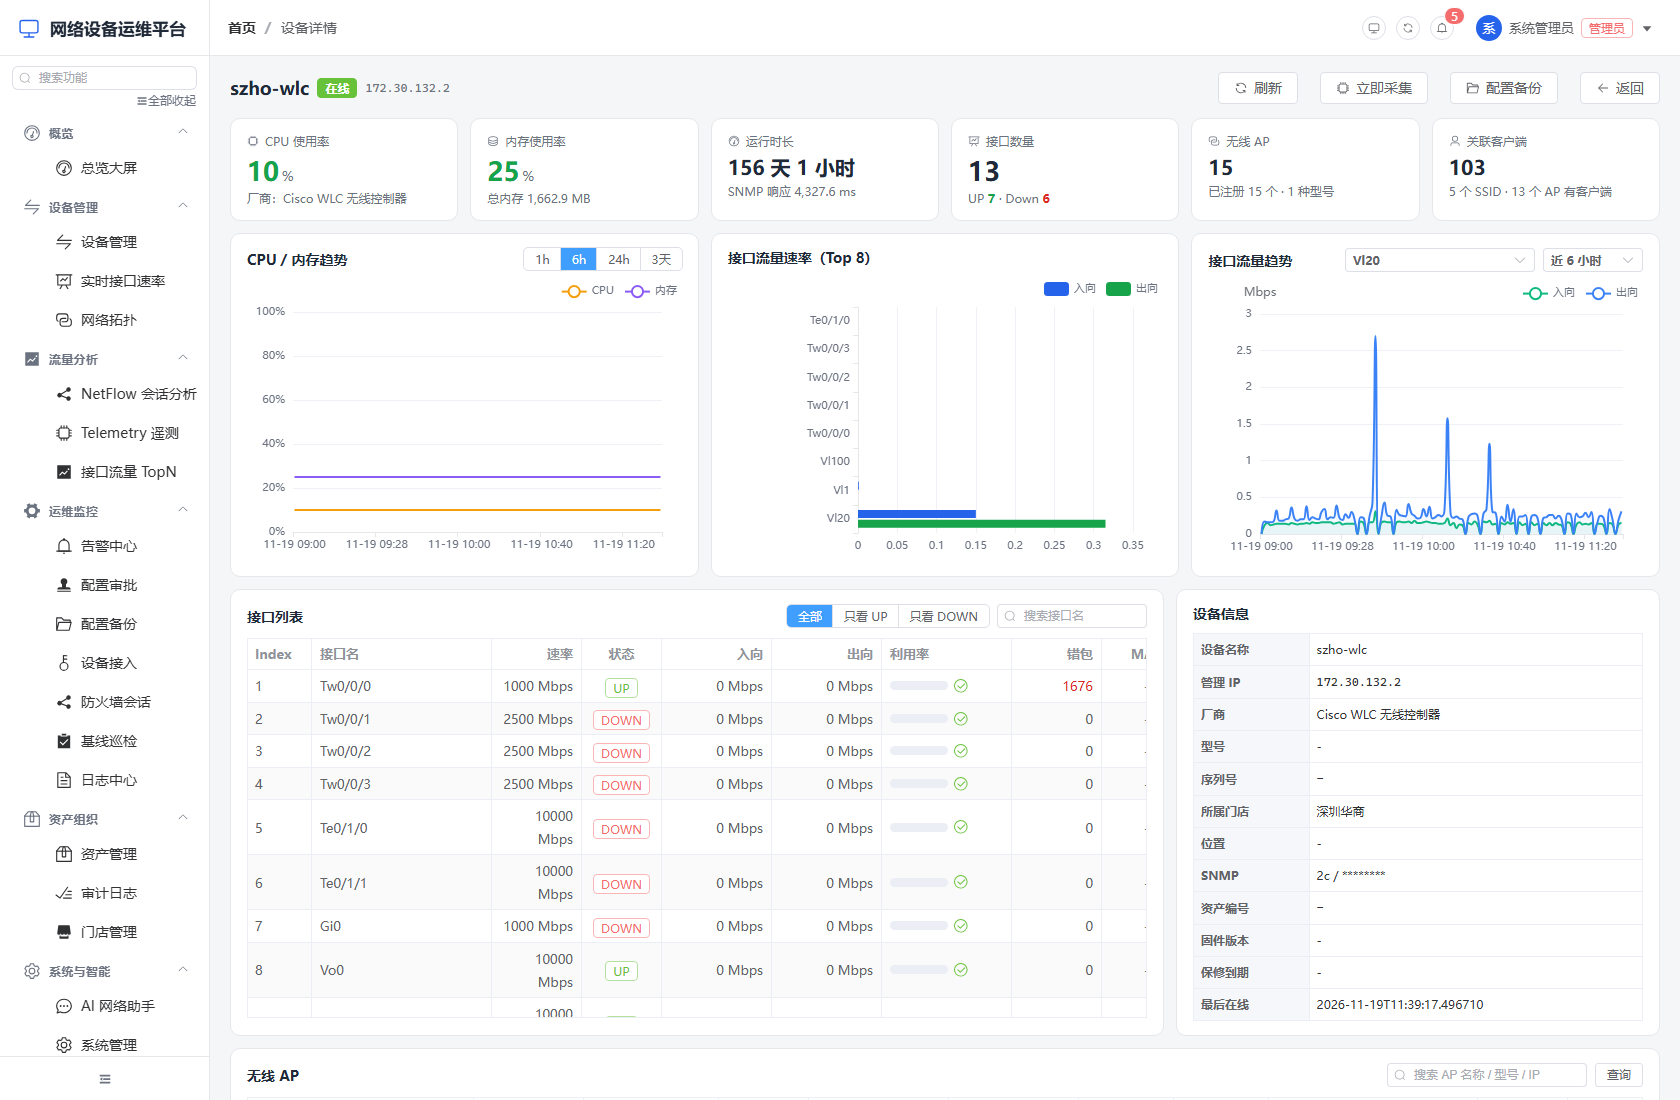 网络设备运维平台
首页 / 设备详情
5
系 系统管理员 管理员
搜索功能
全部收起
概览
总览大屏
设备管理
设备管理
实时接口速率
网络拓扑
流量分析
NetFlow 会话分析
Telemetry 遥测
接口流量 TopN
运维监控
告警中心
配置审批
配置备份
设备接入
防火墙会话
基线巡检
日志中心
资产组织
资产管理
审计日志
门店管理
系统与智能
AI 网络助手
系统管理
szho-wlc 在线 172.30.132.2
刷新 立即采集 配置备份 返回
CPU 使用率
10 %
厂商：Cisco WLC 无线控制器
内存使用率
25 %
总内存 1,662.9 MB
运行时长
156 天 1 小时
SNMP 响应 4,327.6 ms
接口数量
13
UP 7 · Down 6
无线 AP
15
已注册 15 个 · 1 种型号
关联客户端
103
5 个 SSID · 13 个 AP 有客户端
CPU / 内存趋势
1h 6h 24h 3天
CPU 内存
100%
80%
60%
40%
20%
0%
11-19 09:00 11-19 09:28 11-19 10:00 11-19 10:40 11-19 11:20
接口流量速率（Top 8）
入向 出向
Te0/1/0
Tw0/0/3
Tw0/0/2
Tw0/0/1
Tw0/0/0
Vl100
Vl1
Vl20
0 0.05 0.1 0.15 0.2 0.25 0.3 0.35
接口流量趋势
Vl20 近 6 小时
Mbps
入向 出向
3
2.5
2
1.5
1
0.5
0
11-19 09:00 11-19 09:28 11-19 10:00 11-19 10:40 11-19 11:20
接口列表
全部 只看 UP 只看 DOWN 搜索接口名
Index 接口名 速率 状态 入向 出向 利用率 错包
1 Tw0/0/0 1000 Mbps UP 0 Mbps 0 Mbps 1676
2 Tw0/0/1 2500 Mbps DOWN 0 Mbps 0 Mbps 0
3 Tw0/0/2 2500 Mbps DOWN 0 Mbps 0 Mbps 0
4 Tw0/0/3 2500 Mbps DOWN 0 Mbps 0 Mbps 0
5 Te0/1/0 10000 Mbps DOWN 0 Mbps 0 Mbps 0
6 Te0/1/1 10000 Mbps DOWN 0 Mbps 0 Mbps 0
7 Gi0 1000 Mbps DOWN 0 Mbps 0 Mbps 0
8 Vo0 10000 Mbps UP 0 Mbps 0 Mbps 0
10000
设备信息
设备名称 szho-wlc
管理 IP 172.30.132.2
厂商 Cisco WLC 无线控制器
型号 -
序列号 -
所属门店 深圳华商
位置 -
SNMP 2c / ********
资产编号 -
固件版本 -
保修到期 -
最后在线 2026-11-19T11:39:17.496710
无线 AP
搜索 AP 名称 / 型号 / IP 查询